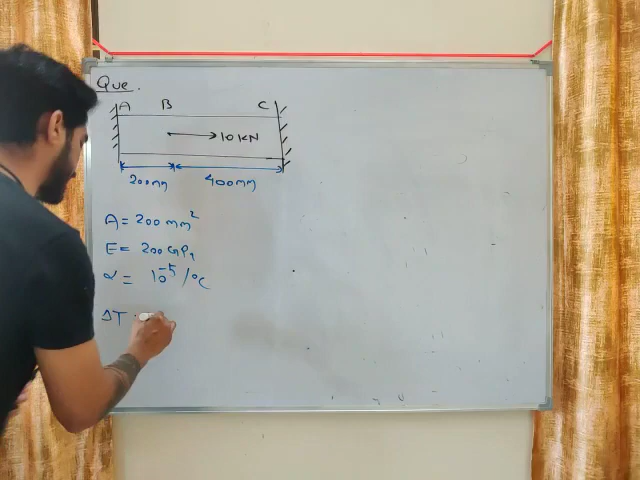 Que.
A B C
10 KN
200mm 400mm
A = 200 mm²
E = 200 GPa
α = 10⁻⁵ /°C
ΔT